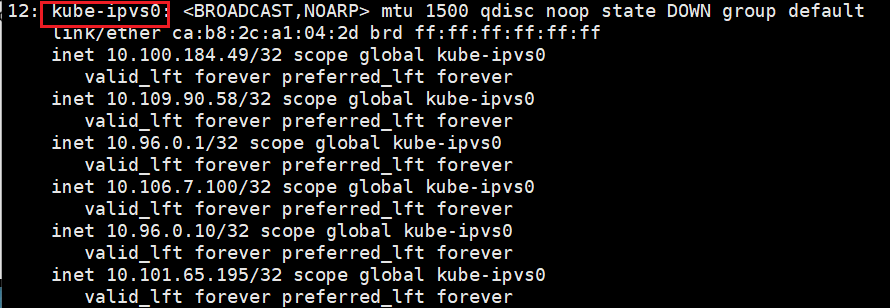 12: kube-ipvs0: <BROADCAST,NOARP> mtu 1500 qdisc noop state DOWN group default
link/ether ca:b8:2c:a1:04:2d brd ff:ff:ff:ff:ff:ff
inet 10.100.184.49/32 scope global kube-ipvs0
valid_lft forever preferred_lft forever
inet 10.109.90.58/32 scope global kube-ipvs0
valid_lft forever preferred_lft forever
inet 10.96.0.1/32 scope global kube-ipvs0
valid_lft forever preferred_lft forever
inet 10.106.7.100/32 scope global kube-ipvs0
valid_lft forever preferred_lft forever
inet 10.96.0.10/32 scope global kube-ipvs0
valid_lft forever preferred_lft forever
inet 10.101.65.195/32 scope global kube-ipvs0
valid_lft forever preferred_lft forever